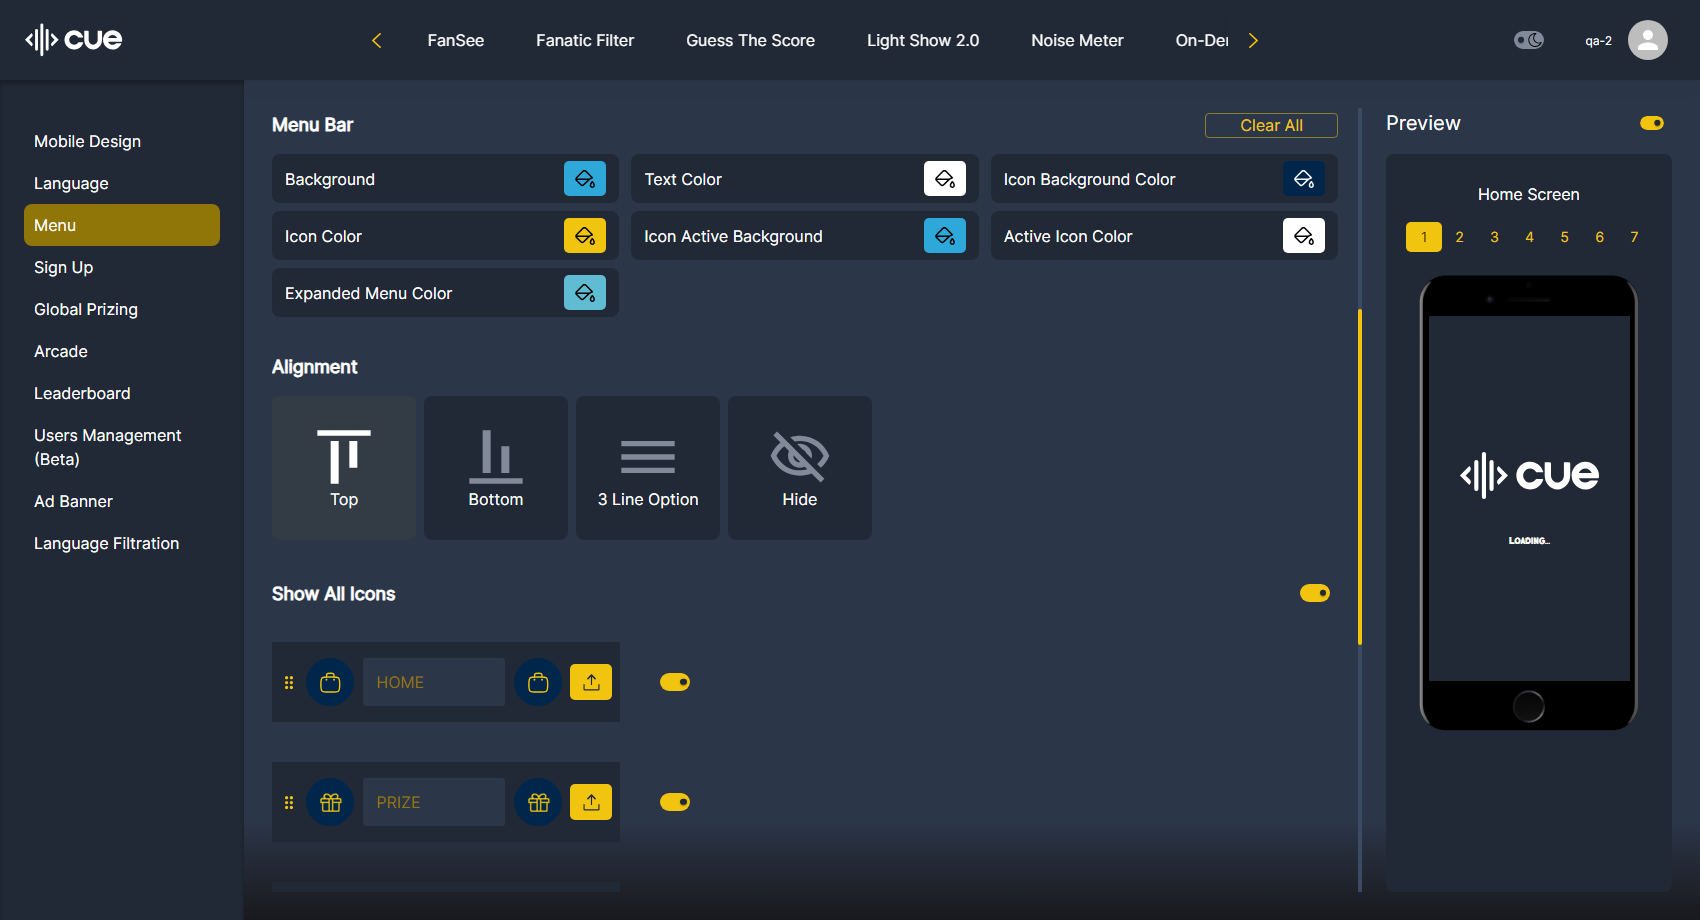 cue
FanSee
Fanatic Filter
Guess The Score
Light Show 2.0
Noise Meter
On-De
qa-2
Mobile Design
Language
Menu
Sign Up
Global Prizing
Arcade
Leaderboard
Users Management
(Beta)
Ad Banner
Language Filtration
Menu Bar
Clear All
Background
Text Color
Icon Background Color
Icon Color
Icon Active Background
Active Icon Color
Expanded Menu Color
Alignment
Top
Bottom
3 Line Option
Hide
Show All Icons
HOME
PRIZE
Preview
Home Screen
1 2 3 4 5 6 7
cue
LOADING...